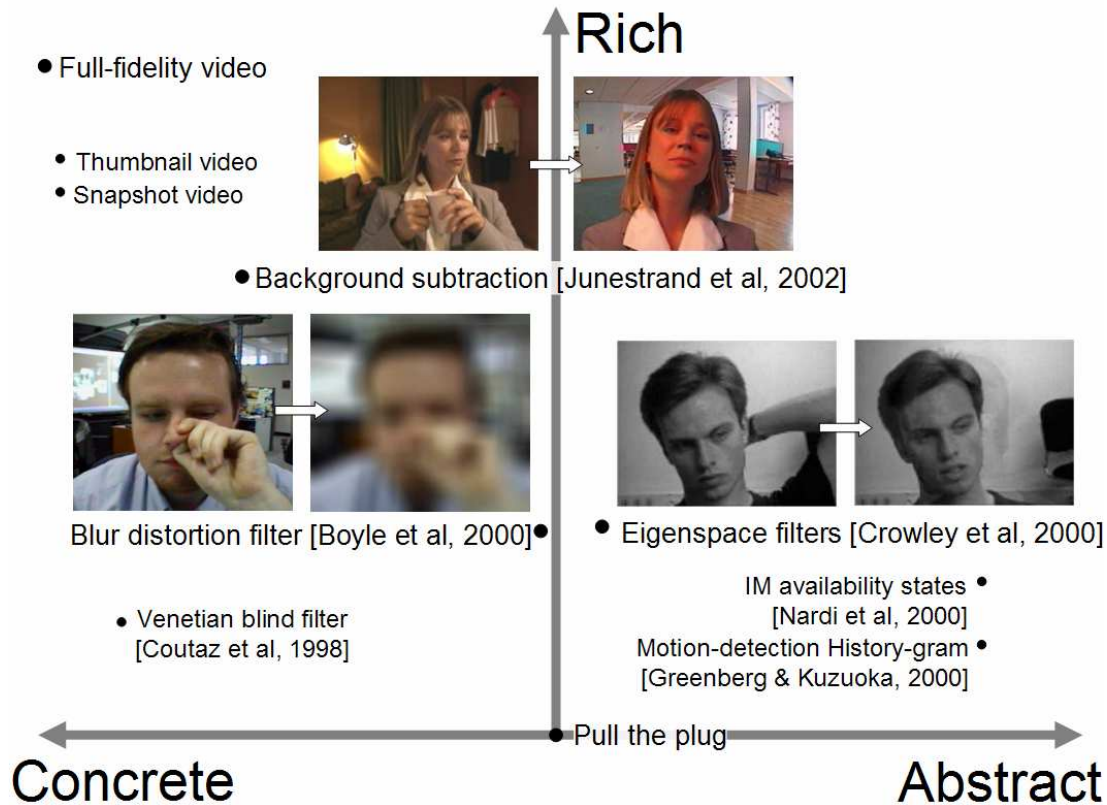 Rich
Full-fidelity video
Thumbnail video
Snapshot video
Background subtraction [Junestrand et al, 2002]
Blur distortion filter [Boyle et al, 2000]
Eigenspace filters [Crowley et al, 2000]
IM availability states
[Nardi et al, 2000]
Motion-detection History-gram
[Greenberg & Kuzuoka, 2000]
Venetian blind filter
[Coutaz et al, 1998]
Pull the plug
Concrete
Abstract